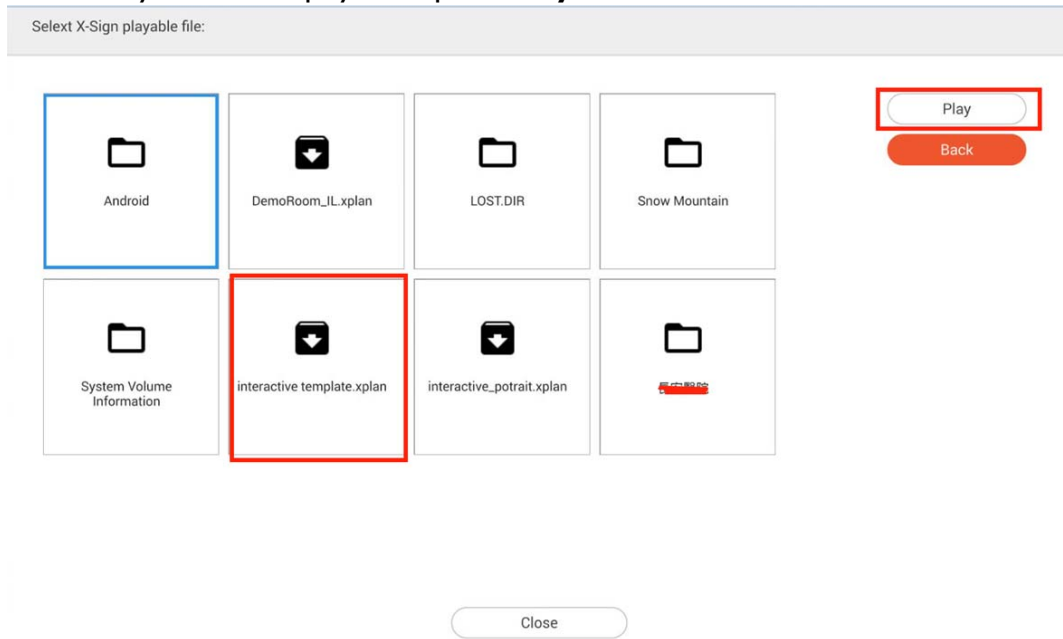 Selext X-Sign playable file:
Play
Back
Android
DemoRoom_IL.xplan
LOST.DIR
Snow Mountain
System Volume
Information
interactive template.xplan
interactive_potrait.xplan
Close